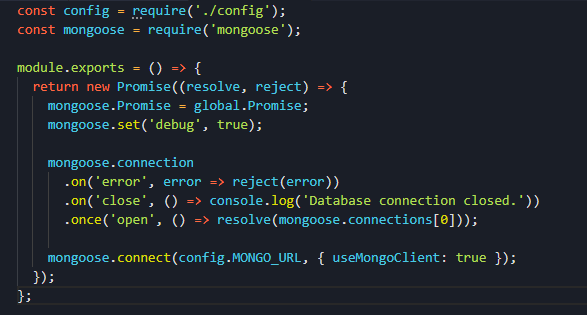 const config = require('./config');
const mongoose = require('mongoose');

module.exports = () => {
  return new Promise((resolve, reject) => {
    mongoose.Promise = global.Promise;
    mongoose.set('debug', true);

    mongoose.connection
      .on('error', error => reject(error))
      .on('close', () => console.log('Database connection closed.'))
      .once('open', () => resolve(mongoose.connections[0]));

    mongoose.connect(config.MONGO_URL, { useMongoClient: true });
  });
};